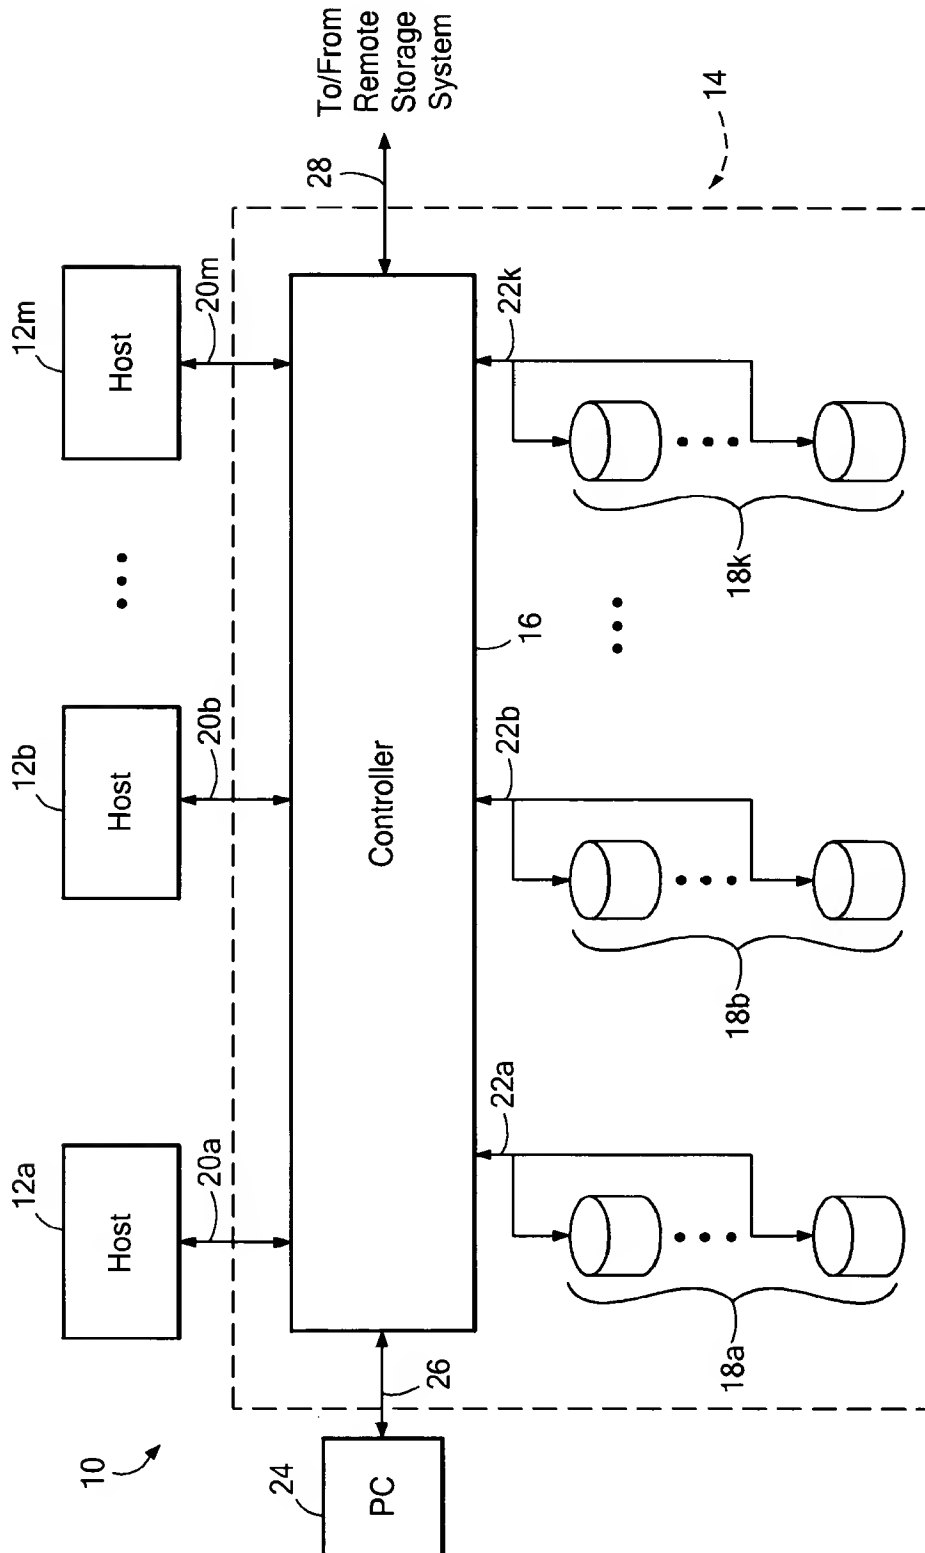 10
12a
Host
20a
12b
Host
20b
12m
Host
20m
24
PC
26
Controller
16
28
To/From
Remote
Storage
System
14
22a
18a
22b
18b
22k
18k